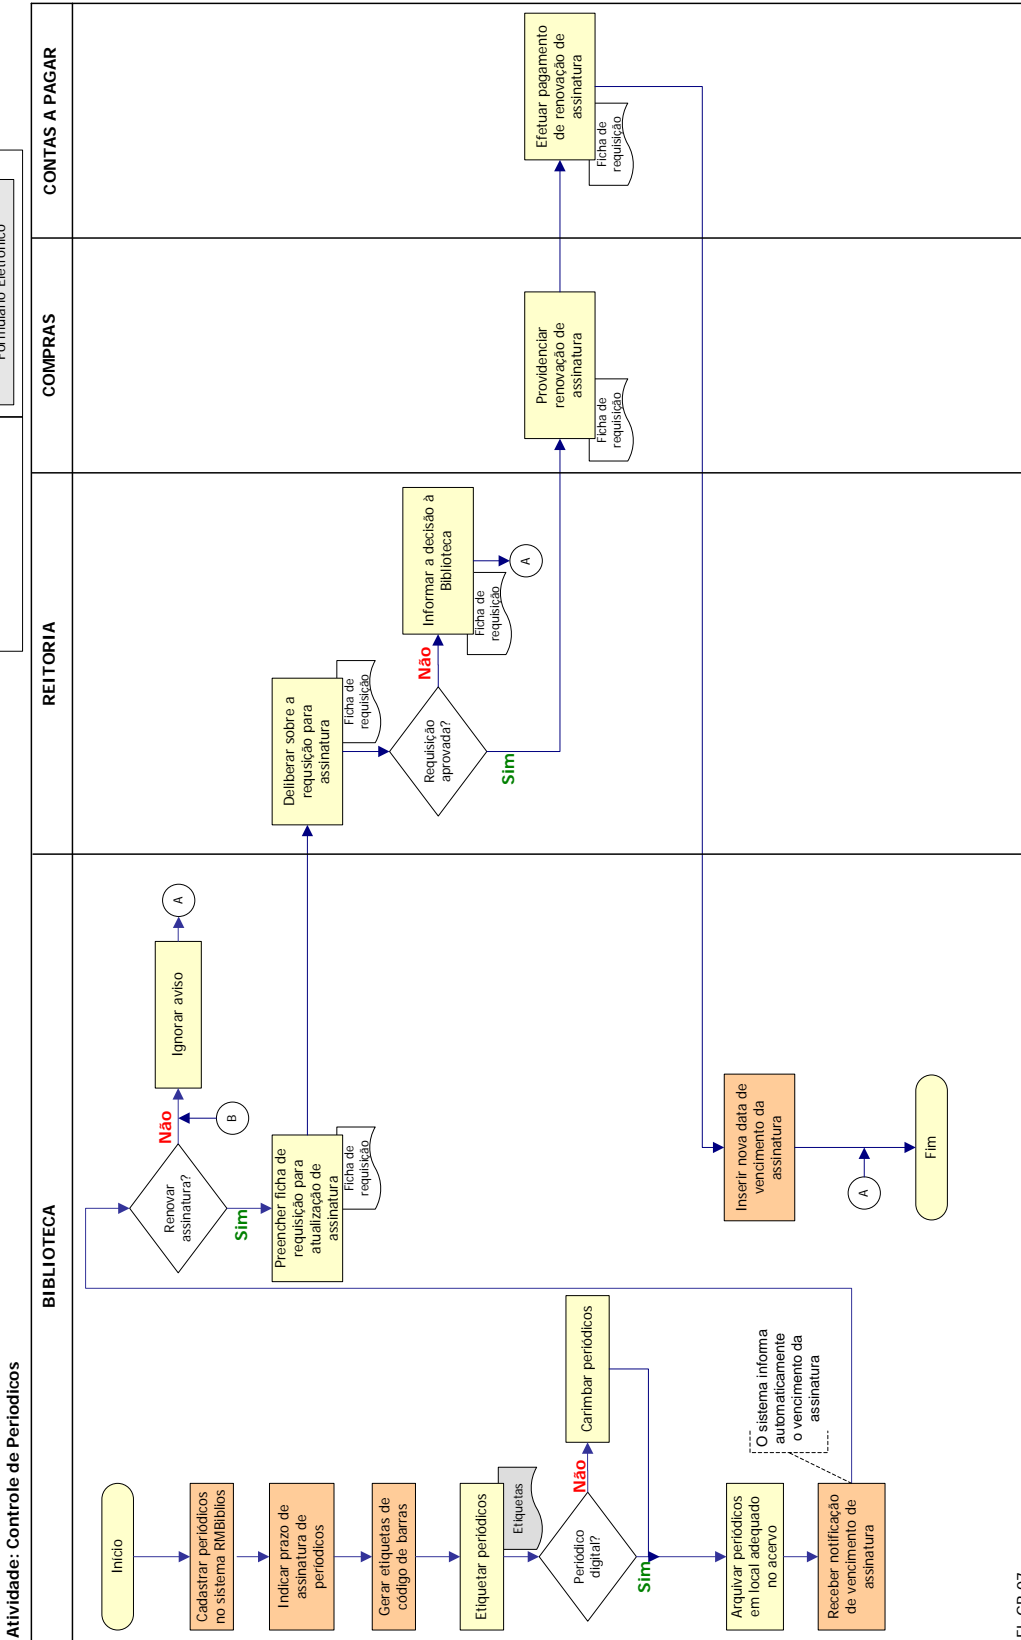 Atividade: Controle de Periodicos
Formulário Eletrônico
BIBLIOTECA
REITORIA
COMPRAS
CONTAS A PAGAR
Início
Cadastrar periódicos
no sistema RMBiblios
Indicar prazo de
assinatura de
periodicos
Gerar etiquetas de
código de barras
Etiquetar periódicos
Etiquetas
Periódico
digital?
Não
Sim
Carimbar periódicos
Arquivar periódicos
em local adequado
no acervo
Receber notificação
de vencimento de
assinatura
O sistema informa
automaticamente
o vencimento da
assinatura
Renovar
assinatura?
Não
Sim
B
Ignorar aviso
A
Preencher ficha de
requisição para
atualização de
assinatura
Ficha de
requisição
Deliberar sobre a
requsição para
assinatura
Ficha de
requisição
Requisição
aprovada?
Não
Sim
Informar a decisão à
Biblioteca
Ficha de
requisição
A
Providenciar
renovação de
assinatura
Ficha de
requisição
Efetuar pagamento
de renovação de
assinatura
Ficha de
requisição
Inserir nova data de
vencimento da
assinatura
A
Fim